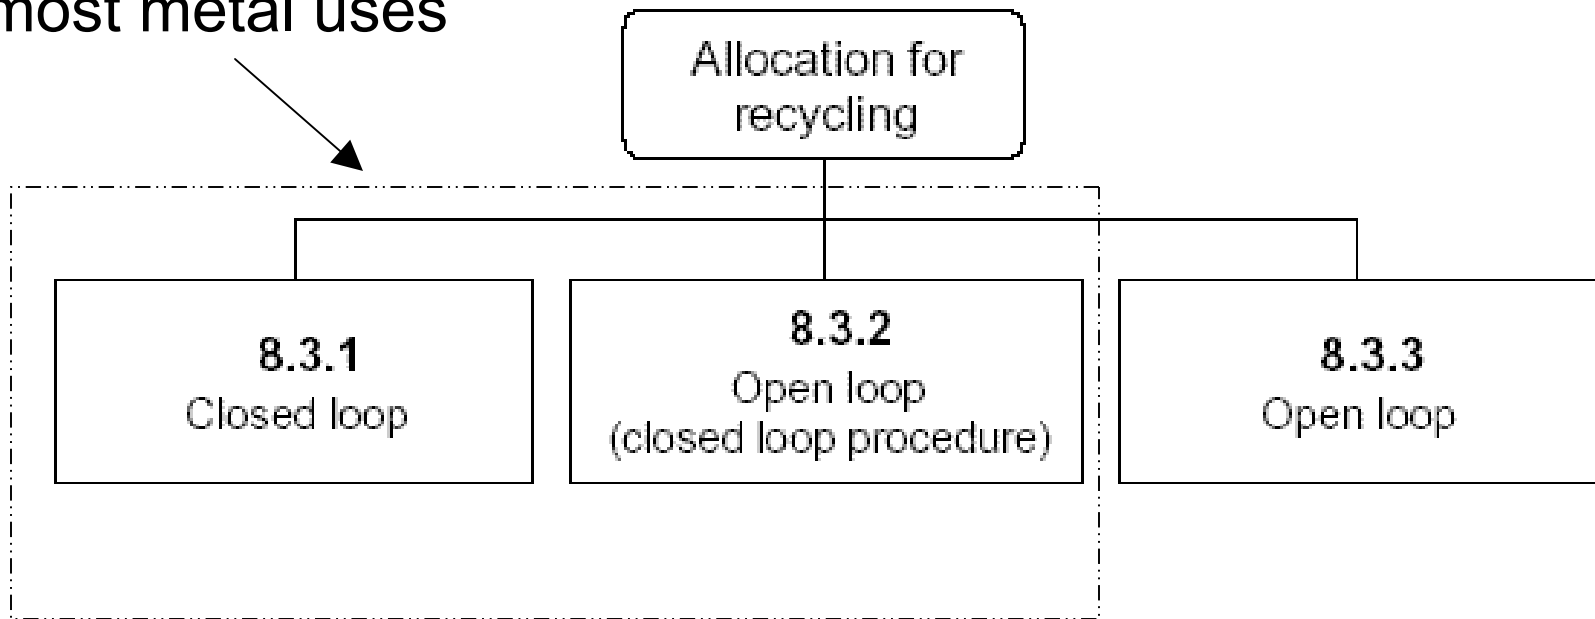 most metal uses
Allocation for
recycling
8.3.1
Closed loop
8.3.2
Open loop
(closed loop procedure)
8.3.3
Open loop